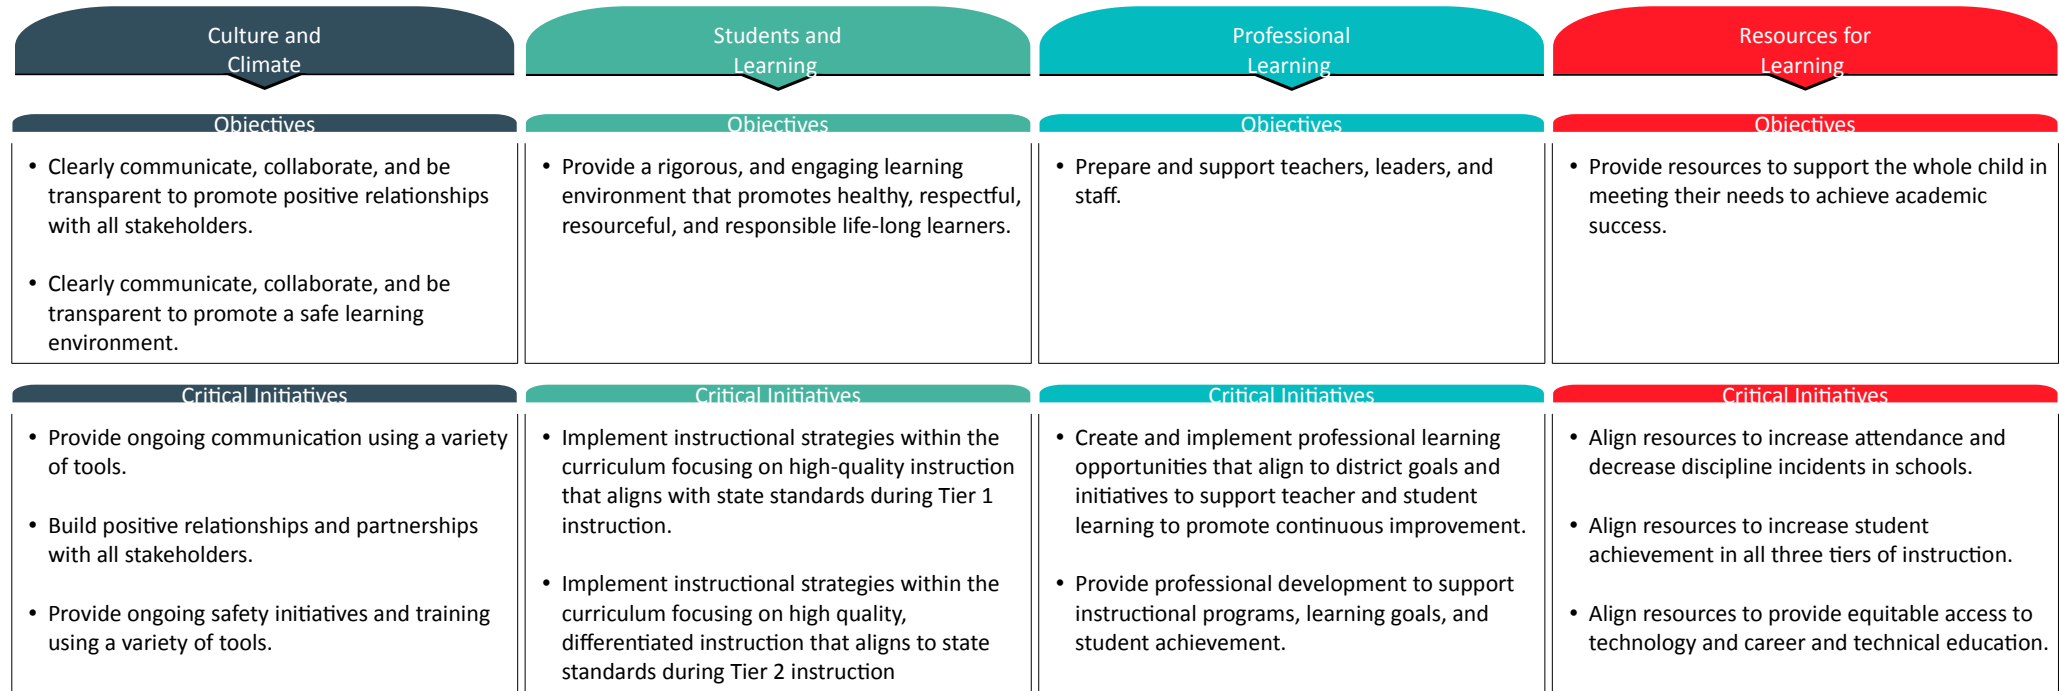 Culture and
Climate
Students and
Learning
Professional
Learning
Resources for
Learning
Objectives
• Clearly communicate, collaborate, and be
transparent to promote positive relationships
with all stakeholders.
• Clearly communicate, collaborate, and be
transparent to promote a safe learning
environment.
Objectives
• Provide a rigorous, and engaging learning
environment that promotes healthy, respectful,
resourceful, and responsible life-long learners.
Objectives
• Prepare and support teachers, leaders, and
staff.
Objectives
• Provide resources to support the whole child in
meeting their needs to achieve academic
success.
Critical Initiatives
• Provide ongoing communication using a variety
of tools.
• Build positive relationships and partnerships
with all stakeholders.
• Provide ongoing safety initiatives and training
using a variety of tools.
Critical Initiatives
• Implement instructional strategies within the
curriculum focusing on high-quality instruction
that aligns with state standards during Tier 1
instruction.
• Implement instructional strategies within the
curriculum focusing on high quality,
differentiated instruction that aligns to state
standards during Tier 2 instruction
Critical Initiatives
• Create and implement professional learning
opportunities that align to district goals and
initiatives to support teacher and student
learning to promote continuous improvement.
• Provide professional development to support
instructional programs, learning goals, and
student achievement.
Critical Initiatives
• Align resources to increase attendance and
decrease discipline incidents in schools.
• Align resources to increase student
achievement in all three tiers of instruction.
• Align resources to provide equitable access to
technology and career and technical education.